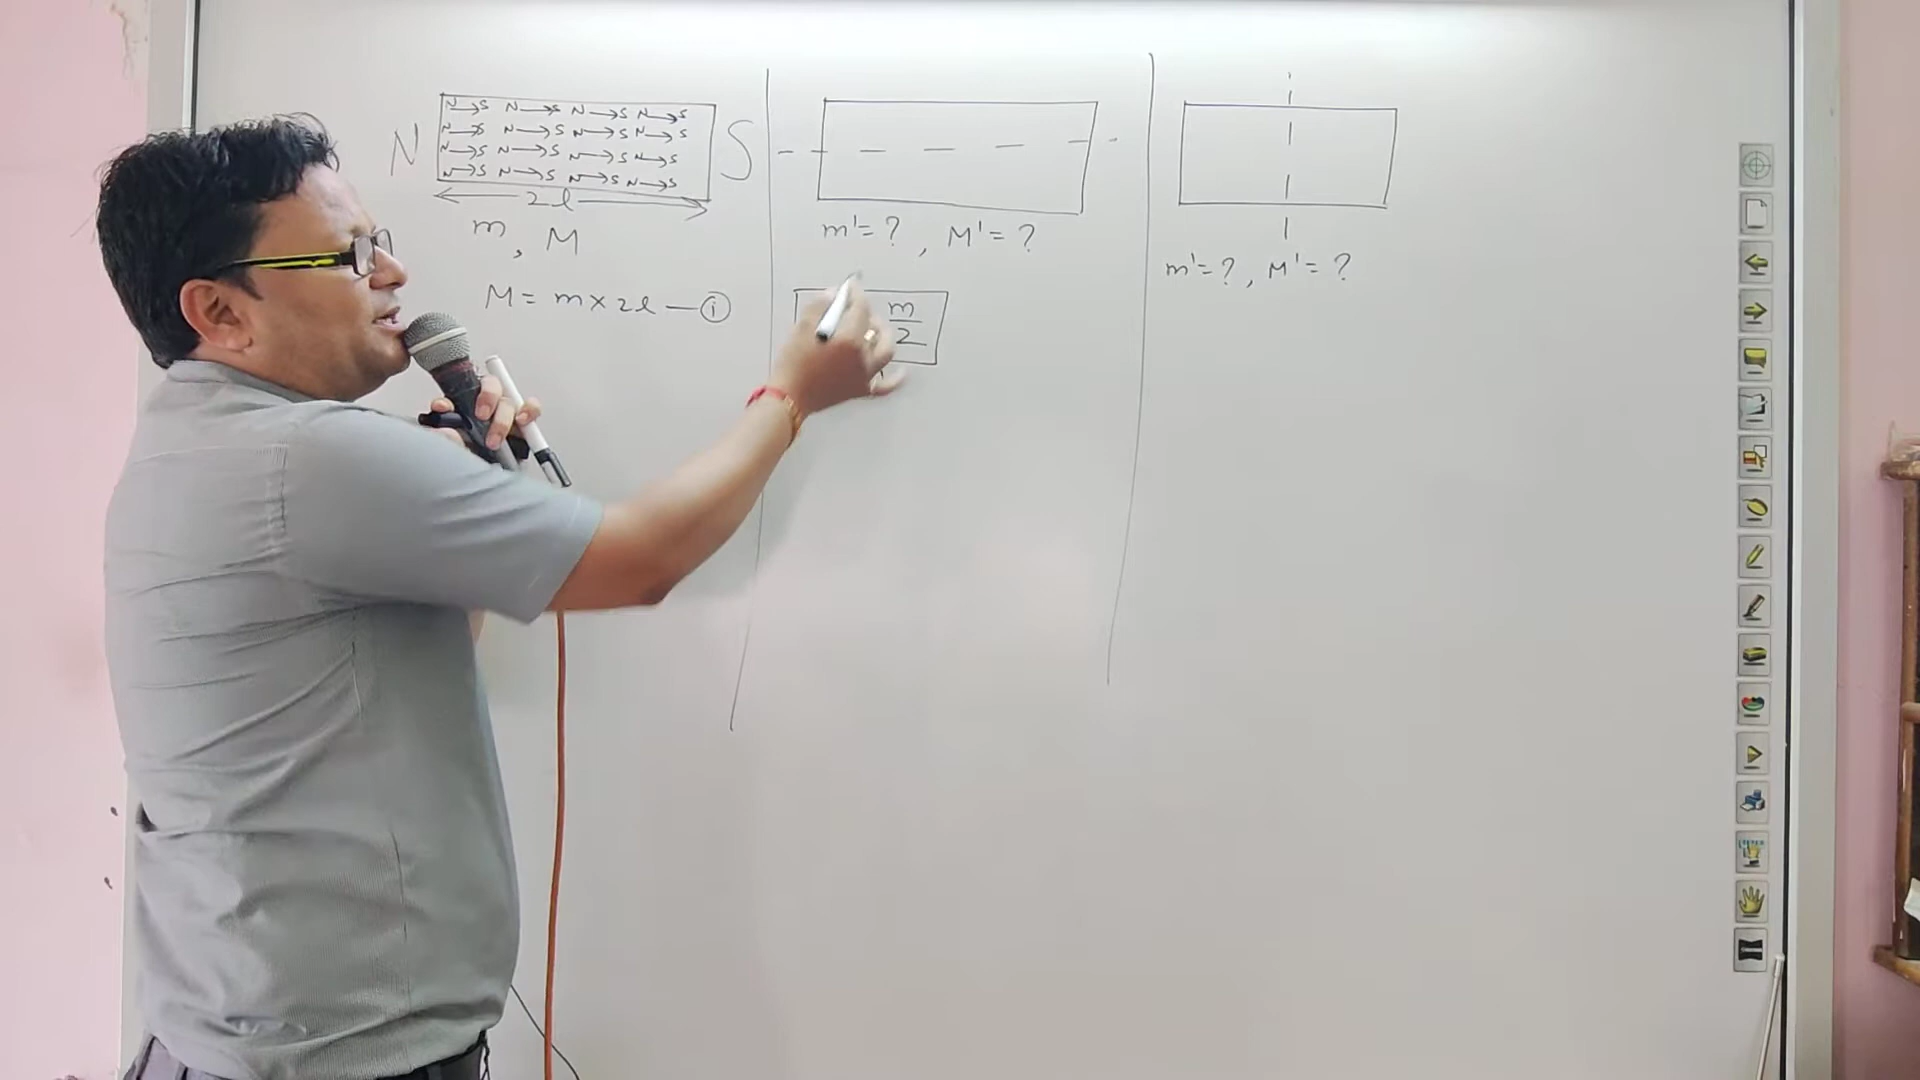 N→S N→S N→S N→S
N→S N→S N→S N→S
N N→S N→S N→S N→S S
N→S N→S N→S N→S
2l
m, M
M = m × 2l — ①
m' = ?, M' = ?
m
2
m' = ?, M' = ?